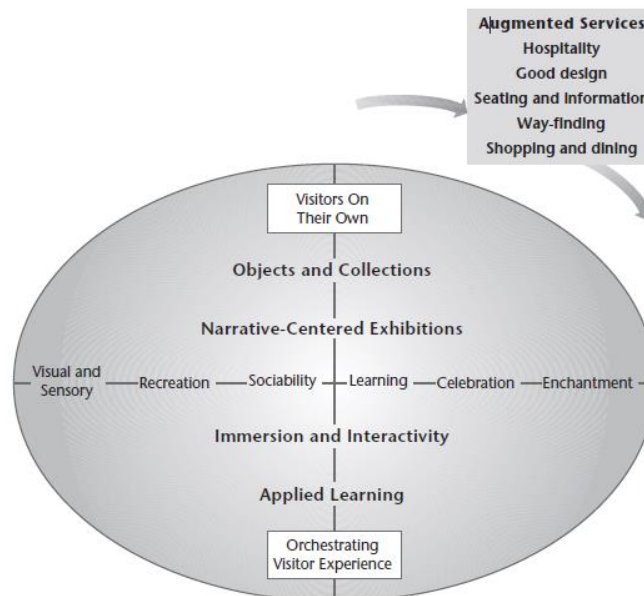 Augmented Services
Hospitality
Good design
Seating and information
Way-finding
Shopping and dining
Visitors On
Their Own
Objects and Collections
Narrative-Centered Exhibitions
Visual and
Sensory
Recreation
Sociability
Learning
Celebration
Enchantment
Immersion and Interactivity
Applied Learning
Orchestrating
Visitor Experience